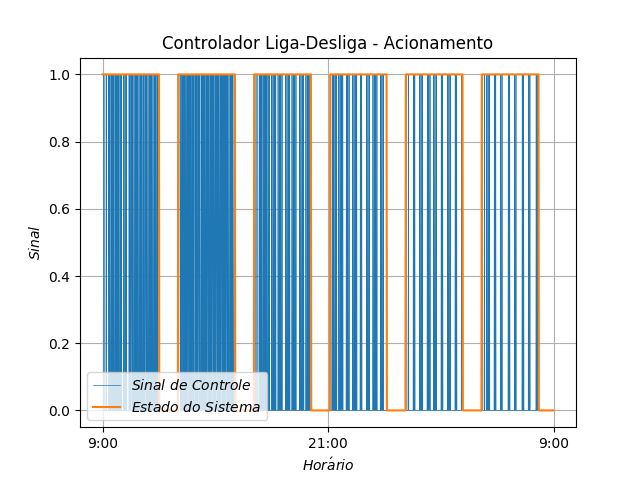 Controlador Liga-Desliga - Acionamento
1.0
0.8
0.6
0.4
0.2
0.0
Sinal
Sinal de Controle
Estado do Sistema
9:00 21:00 9:00
Horário